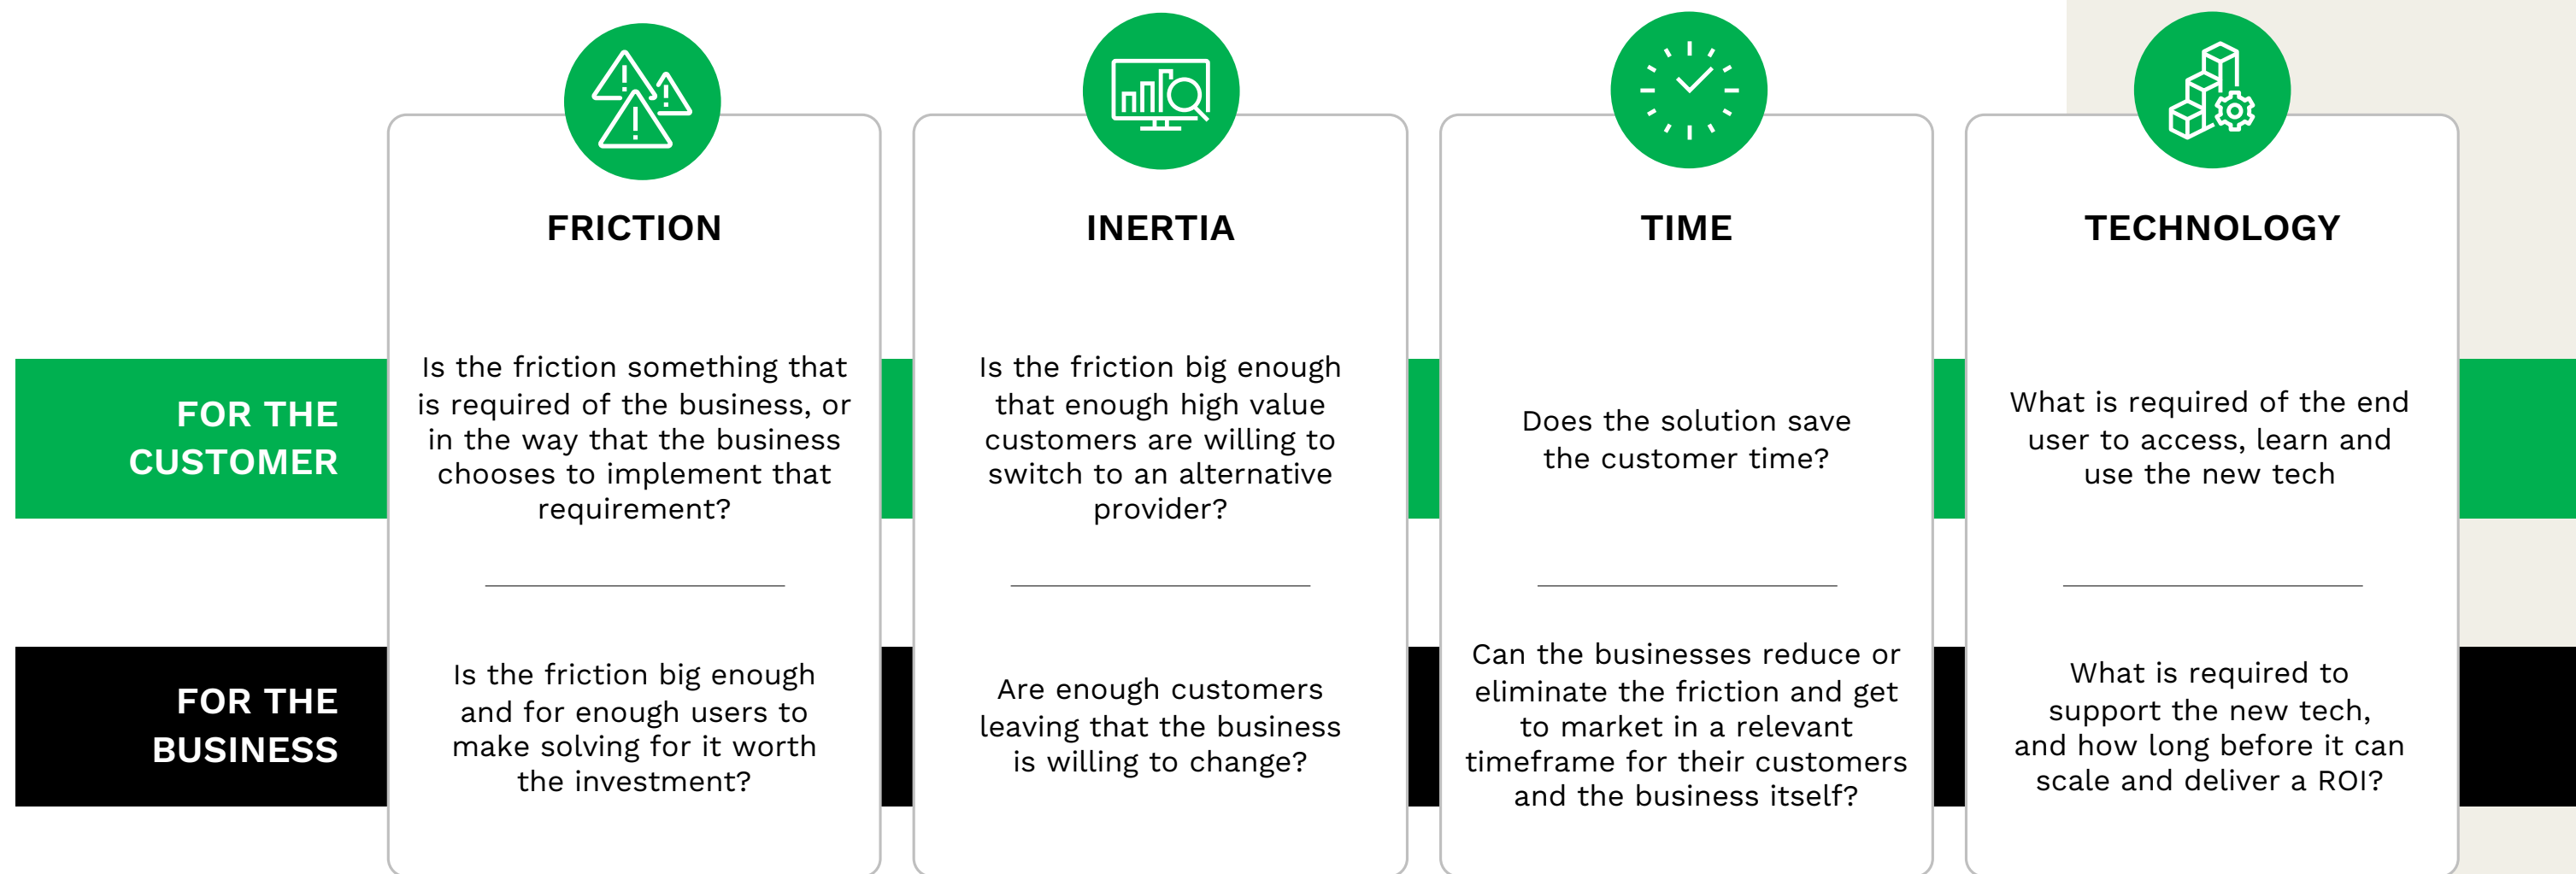 FRICTION
INERTIA
TIME
TECHNOLOGY
FOR THE
CUSTOMER
Is the friction something that
is required of the business, or
in the way that the business
chooses to implement that
requirement?
Is the friction big enough
that enough high value
customers are willing to
switch to an alternative
provider?
Does the solution save
the customer time?
What is required of the end
user to access, learn and
use the new tech
FOR THE
BUSINESS
Is the friction big enough
and for enough users to
make solving for it worth
the investment?
Are enough customers
leaving that the business
is willing to change?
Can the businesses reduce or
eliminate the friction and get
to market in a relevant
timeframe for their customers
and the business itself?
What is required to
support the new tech,
and how long before it can
scale and deliver a ROI?